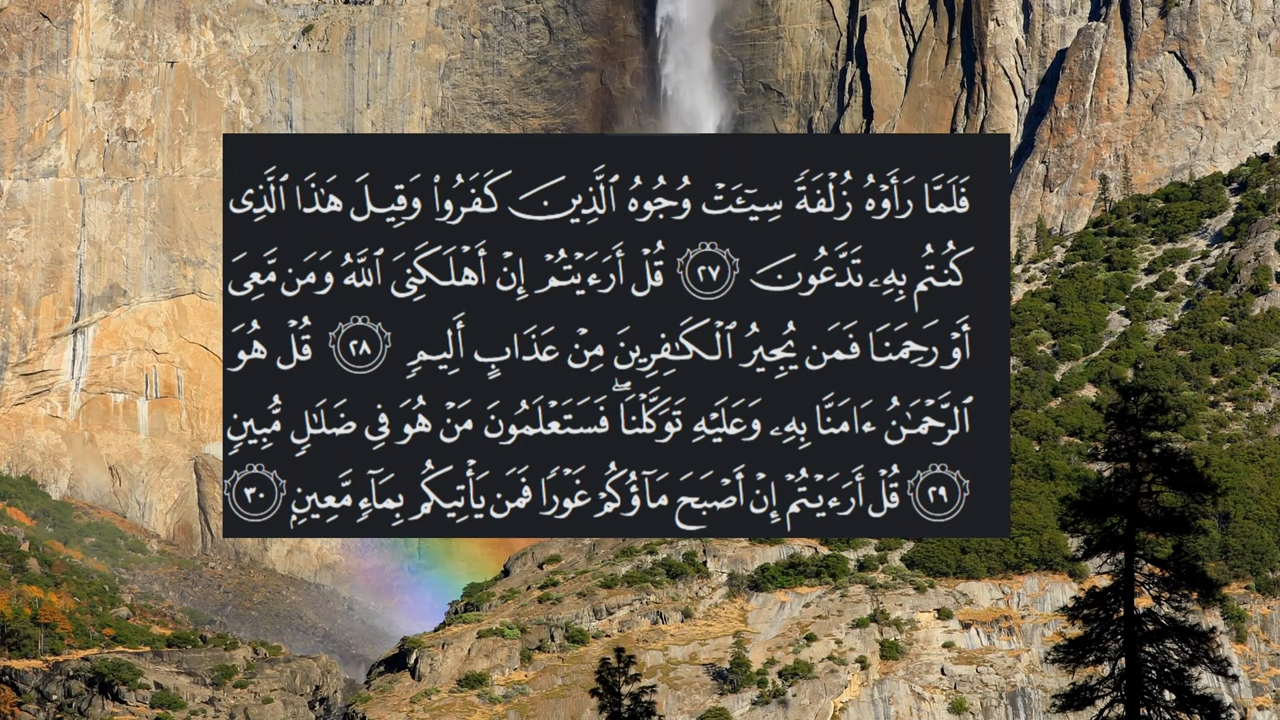 فَلَمَّا رَأَوْهُ زُلْفَةً سِيٓـَٔتْ وُجُوهُ ٱلَّذِينَ كَفَرُوا۟ وَقِيلَ هَـٰذَا ٱلَّذِى
كُنتُم بِهِۦ تَدَّعُونَ ٢٧ قُلْ أَرَءَيْتُمْ إِنْ أَهْلَكَنِىَ ٱللَّهُ وَمَن مَّعِىَ
أَوْ رَحِمَنَا فَمَن يُجِيرُ ٱلْكَـٰفِرِينَ مِنْ عَذَابٍ أَلِيمٍ ٢٨ قُلْ هُوَ
ٱلرَّحْمَـٰنُ ءَامَنَّا بِهِۦ وَعَلَيْهِ تَوَكَّلْنَا ۖ فَسَتَعْلَمُونَ مَنْ هُوَ فِى ضَلَـٰلٍ مُّبِينٍ
٢٩ قُلْ أَرَءَيْتُمْ إِنْ أَصْبَحَ مَآؤُكُمْ غَوْرًا فَمَن يَأْتِيكُم بِمَآءٍ مَّعِينٍۭ ٣٠